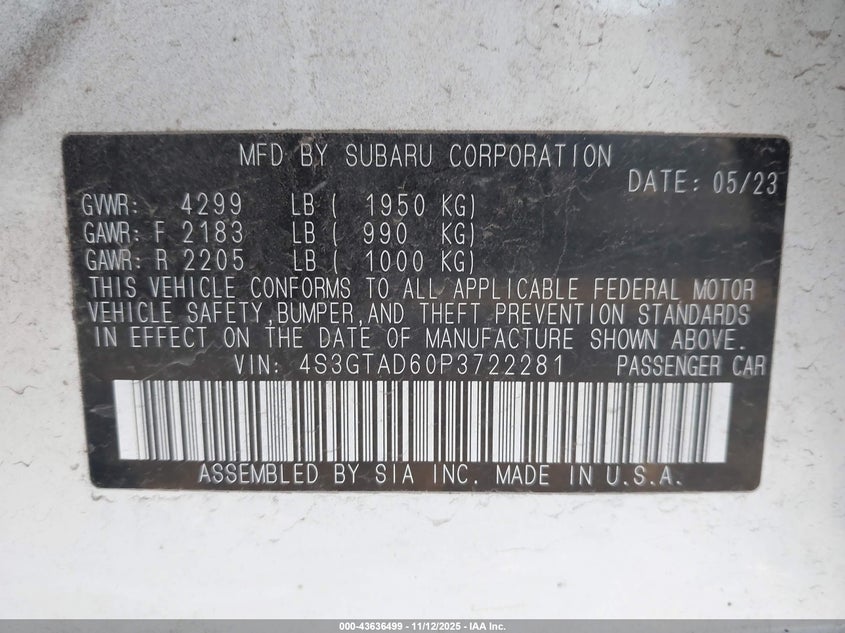 MFD BY SUBARU CORPORATION
DATE: 05/23
GVWR: 4299 LB ( 1950 KG)
GAWR: F 2183 LB ( 990 KG)
GAWR: R 2205 LB ( 1000 KG)
THIS VEHICLE CONFORMS TO ALL APPLICABLE FEDERAL MOTOR
VEHICLE SAFETY,BUMPER,AND THEFT PREVENTION STANDARDS
IN EFFECT ON THE DATE OF MANUFACTURE SHOWN ABOVE.
VIN: 4S3GTAD60P3722281 PASSENGER CAR
ASSEMBLED BY SIA INC. MADE IN U.S.A.
000-43636499 - 11/12/2025 - IAA Inc.